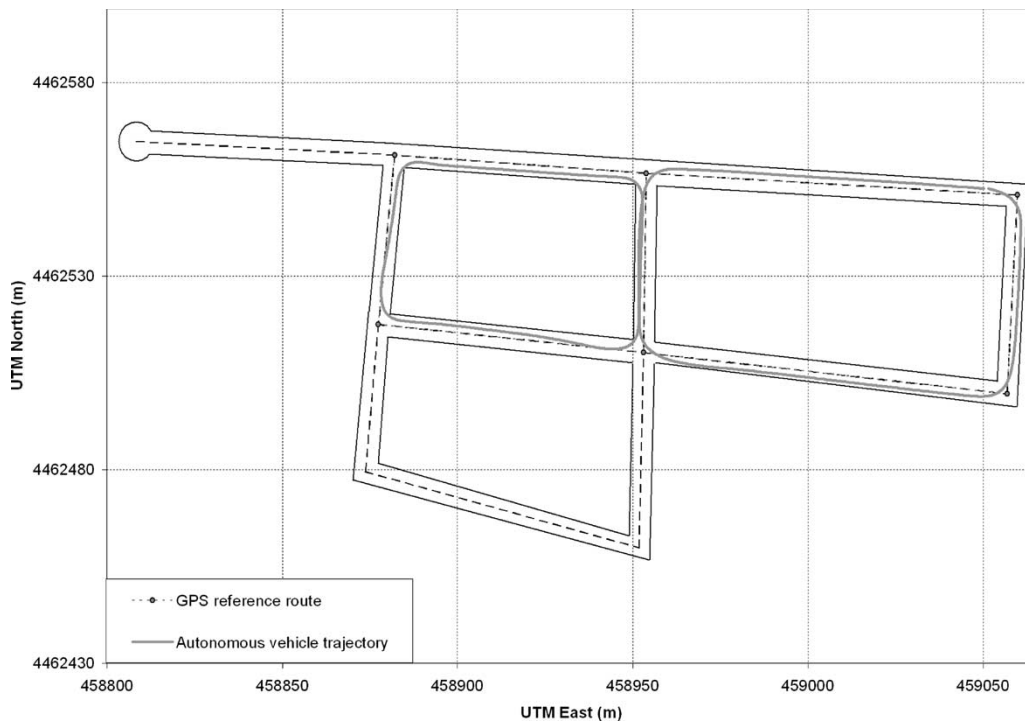 4462580
4462530
4462480
4462430
UTM North (m)
GPS reference route
Autonomous vehicle trajectory
458800 458850 458900 458950 459000 459050
UTM East (m)